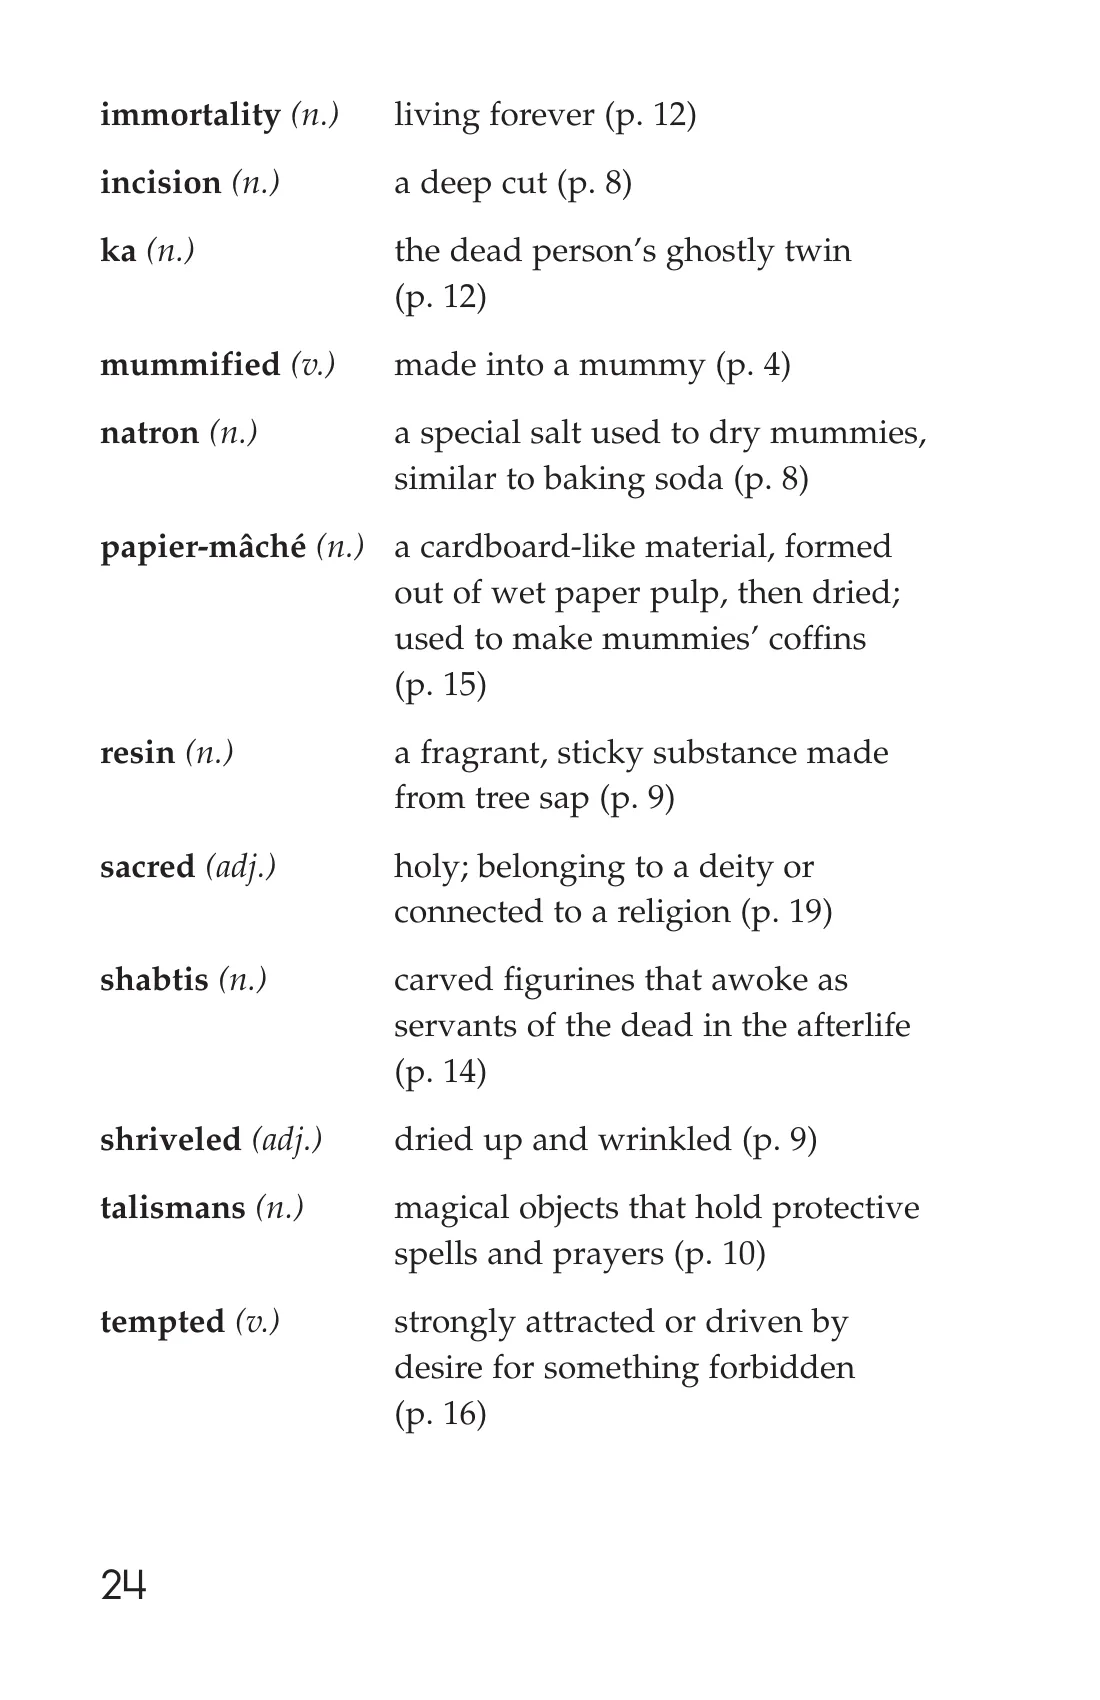 immortality (n.) living forever (p. 12)
incision (n.) a deep cut (p. 8)
ka (n.) the dead person’s ghostly twin
(p. 12)
mummified (v.) made into a mummy (p. 4)
natron (n.) a special salt used to dry mummies,
similar to baking soda (p. 8)
papier-mâché (n.) a cardboard-like material, formed
out of wet paper pulp, then dried;
used to make mummies’ coffins
(p. 15)
resin (n.) a fragrant, sticky substance made
from tree sap (p. 9)
sacred (adj.) holy; belonging to a deity or
connected to a religion (p. 19)
shabtis (n.) carved figurines that awoke as
servants of the dead in the afterlife
(p. 14)
shriveled (adj.) dried up and wrinkled (p. 9)
talismans (n.) magical objects that hold protective
spells and prayers (p. 10)
tempted (v.) strongly attracted or driven by
desire for something forbidden
(p. 16)
24